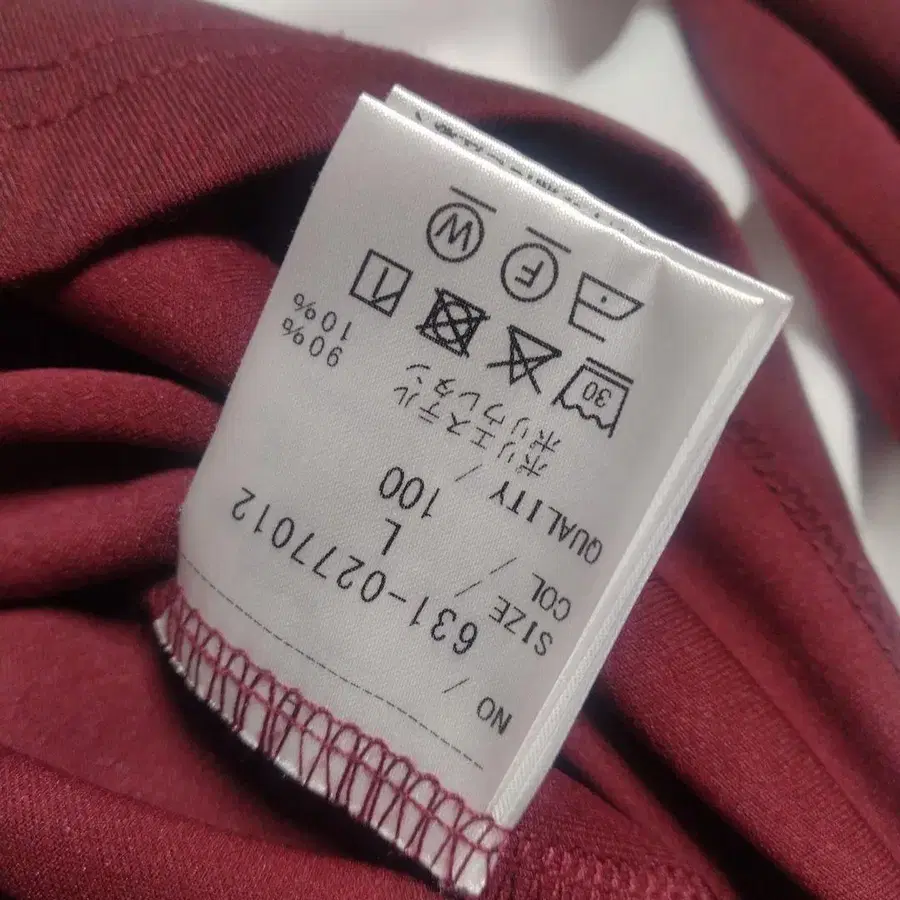 NO / 631-0277012
SIZE / L
COL / 100
QUALITY /
ポリエステル 90%
ポリウレタン 10%
30
F W